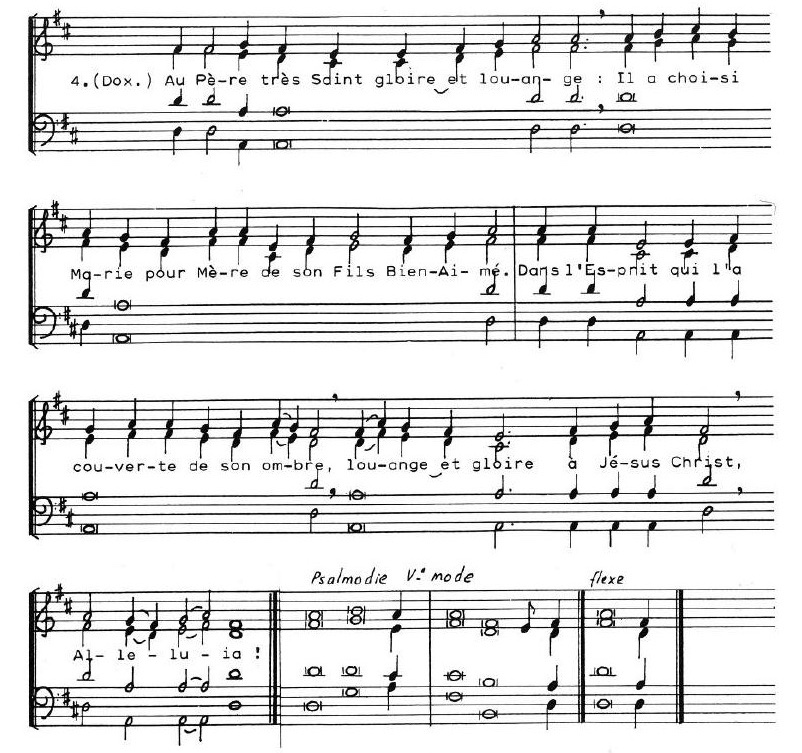 4.(Dox.) Au Pè-re très Saint gloire et lou-an- ge : Il a choi-si
Ma-rie pour Mè-re de son Fils Bien-Ai- mé. Dans l'Es-prit qui l'a
cou-ver-te de son om-bre, lou-ange et gloire à Jé-sus Christ,
Psalmodie V.e mode flexe
Al- le - lu - ia !